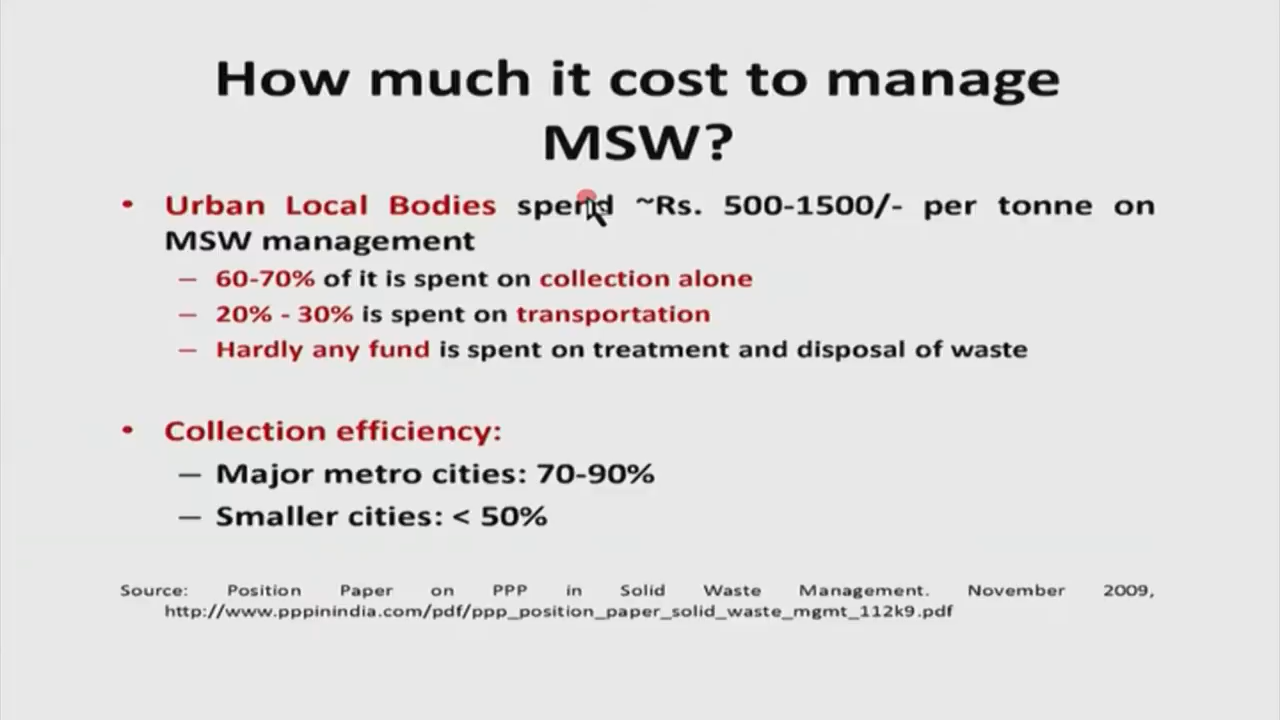 How much it cost to manage
MSW?
• Urban Local Bodies spend ~Rs. 500-1500/- per tonne on
MSW management
– 60-70% of it is spent on collection alone
– 20% - 30% is spent on transportation
– Hardly any fund is spent on treatment and disposal of waste
• Collection efficiency:
– Major metro cities: 70-90%
– Smaller cities: < 50%
Source: Position Paper on PPP in Solid Waste Management. November 2009,
http://www.pppinindia.com/pdf/ppp_position_paper_solid_waste_mgmt_112k9.pdf